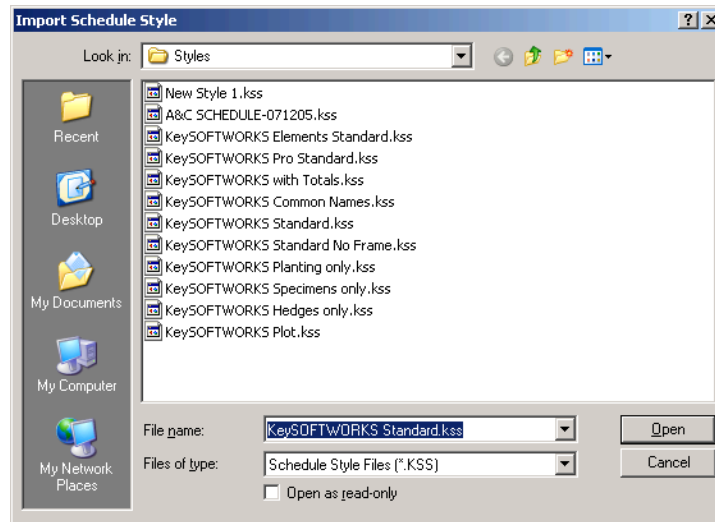 Import Schedule Style
Look in: Styles
New Style 1.kss
A&C SCHEDULE-071205.kss
KeySOFTWORKS Elements Standard.kss
KeySOFTWORKS Pro Standard.kss
KeySOFTWORKS with Totals.kss
KeySOFTWORKS Common Names.kss
KeySOFTWORKS Standard.kss
KeySOFTWORKS Standard No Frame.kss
KeySOFTWORKS Planting only.kss
KeySOFTWORKS Specimens only.kss
KeySOFTWORKS Hedges only.kss
KeySOFTWORKS Plot.kss
Recent
Desktop
My Documents
My Computer
My Network
Places
File name: KeySOFTWORKS Standard.kss Open
Files of type: Schedule Style Files (*.KSS) Cancel
Open as read-only